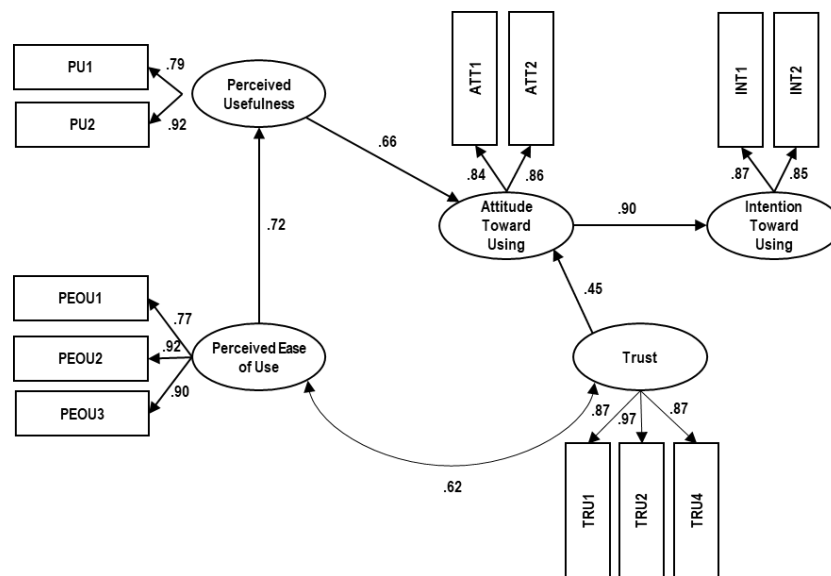 PU1
.79
Perceived
Usefulness
PU2
.92
ATT1
ATT2
INT1
INT2
.66
.84
.86
.87
.85
Attitude
Toward
Using
.90
Intention
Toward
Using
.72
.45
PEOU1
.77
PEOU2
.92
Perceived Ease
of Use
PEOU3
.90
Trust
.87
.97
.87
.62
TRU1
TRU2
TRU4